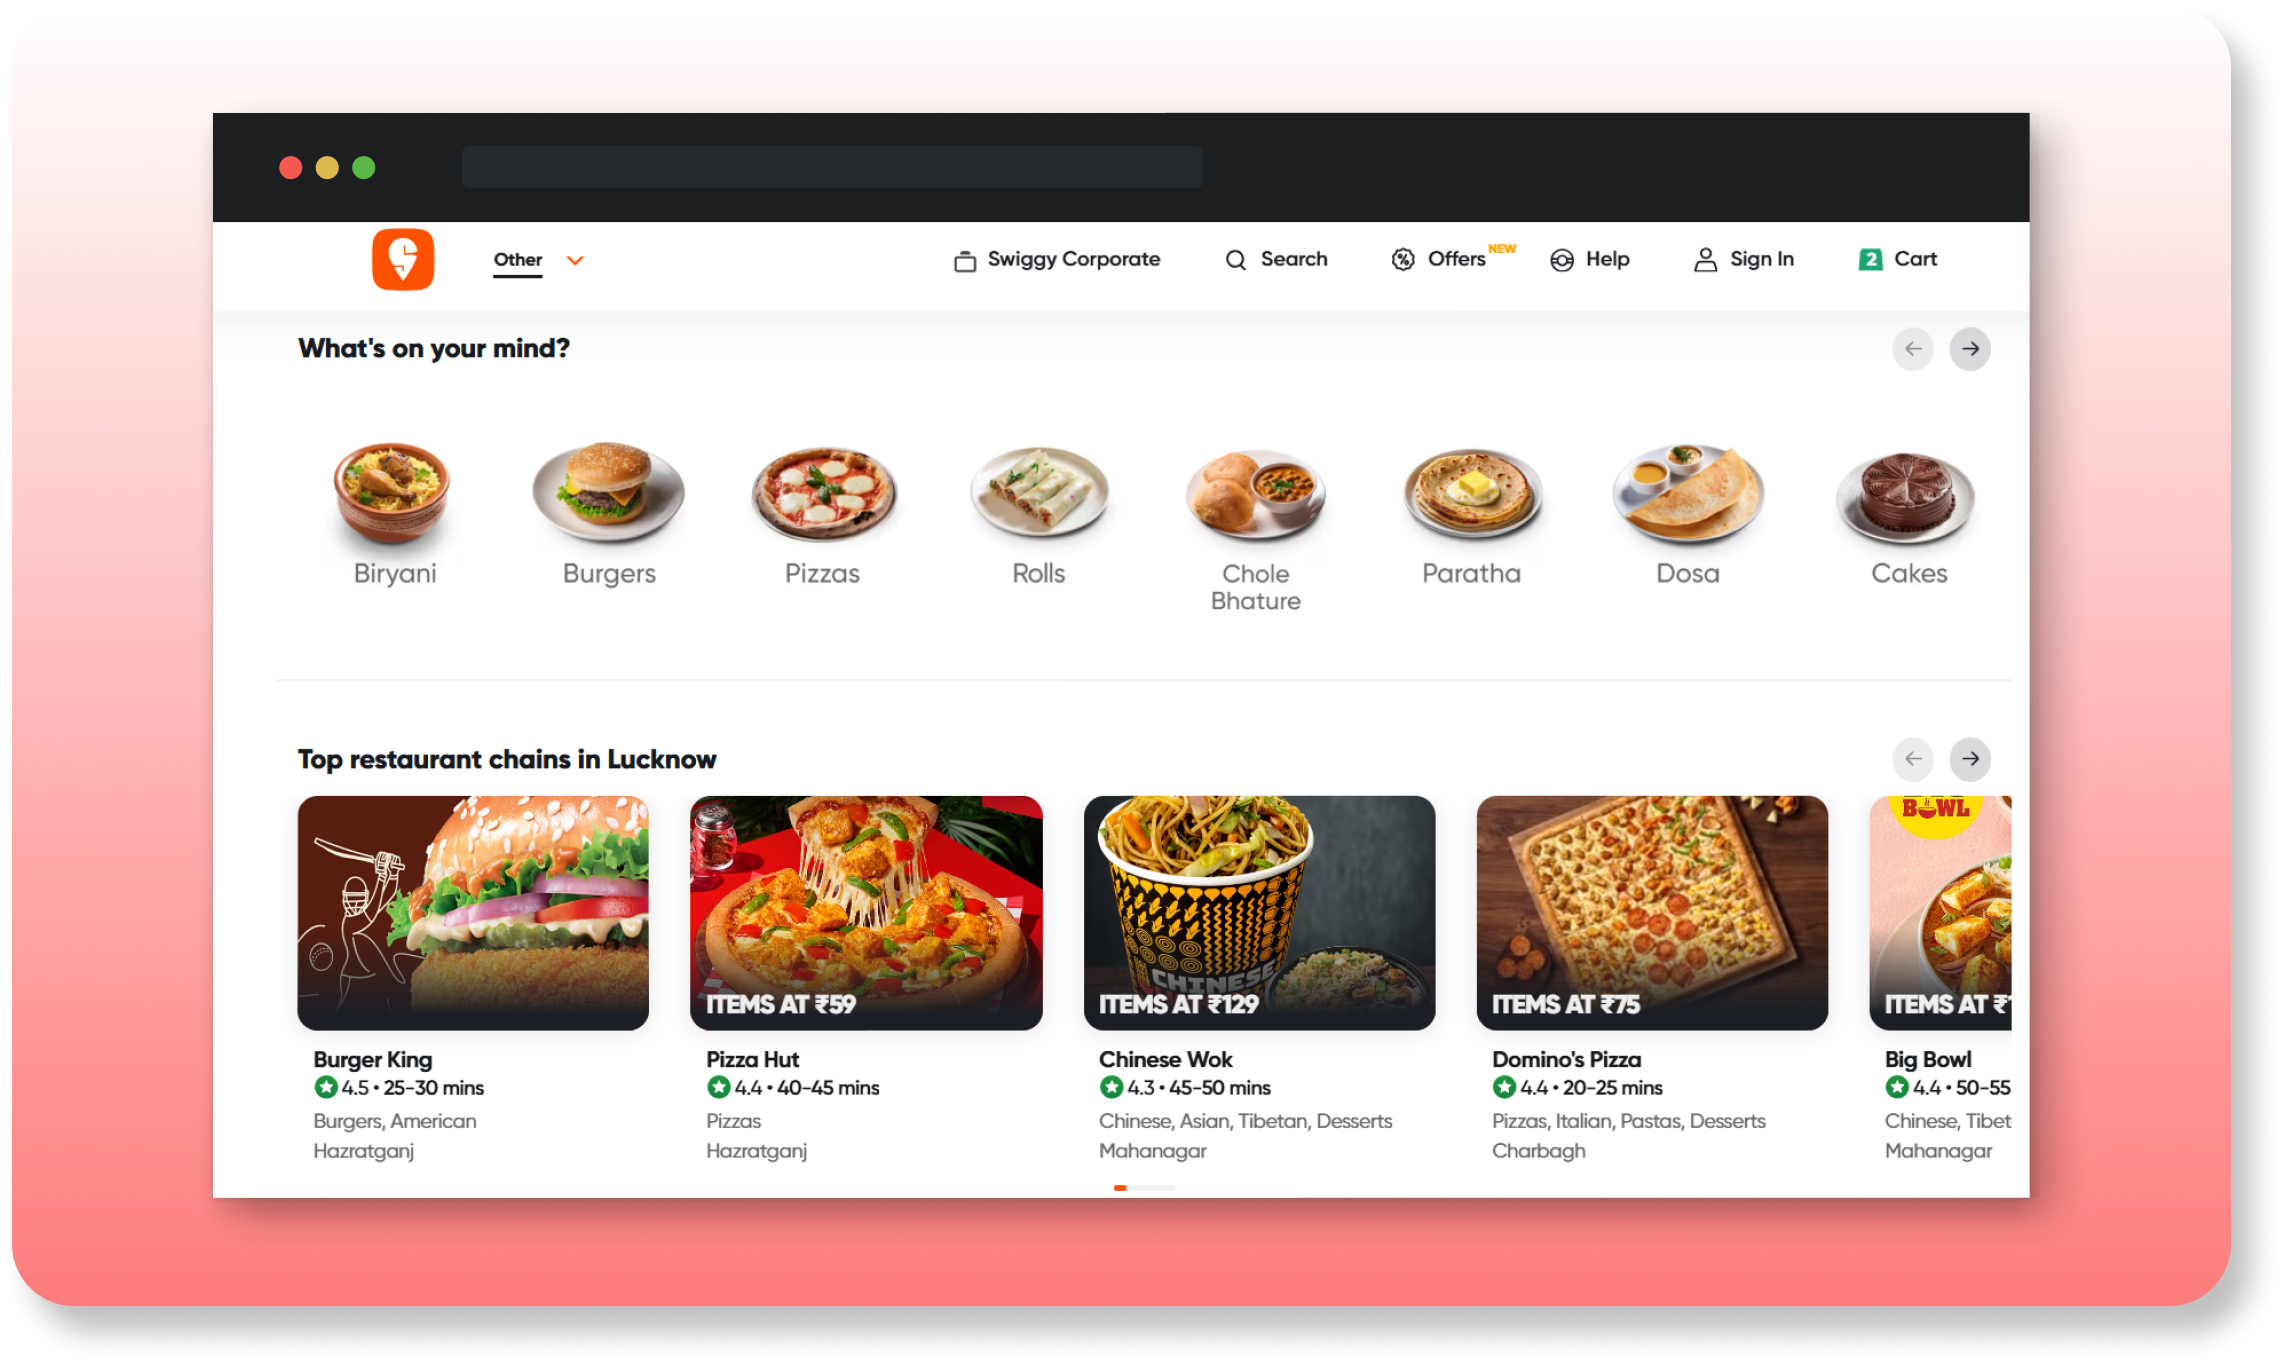 Other
Swiggy Corporate
Search
Offers NEW
Help
Sign In
2 Cart
What's on your mind?
Biryani
Burgers
Pizzas
Rolls
Chole
Bhature
Paratha
Dosa
Cakes
Top restaurant chains in Lucknow
BOWL
CHINESE
ITEMS AT ₹59
ITEMS AT ₹129
ITEMS AT ₹75
ITEMS AT ₹1
Burger King
4.5 • 25-30 mins
Burgers, American
Hazratganj
Pizza Hut
4.4 • 40-45 mins
Pizzas
Hazratganj
Chinese Wok
4.3 • 45-50 mins
Chinese, Asian, Tibetan, Desserts
Mahanagar
Domino's Pizza
4.4 • 20-25 mins
Pizzas, Italian, Pastas, Desserts
Charbagh
Big Bowl
4.4 • 50-55
Chinese, Tibet
Mahanagar